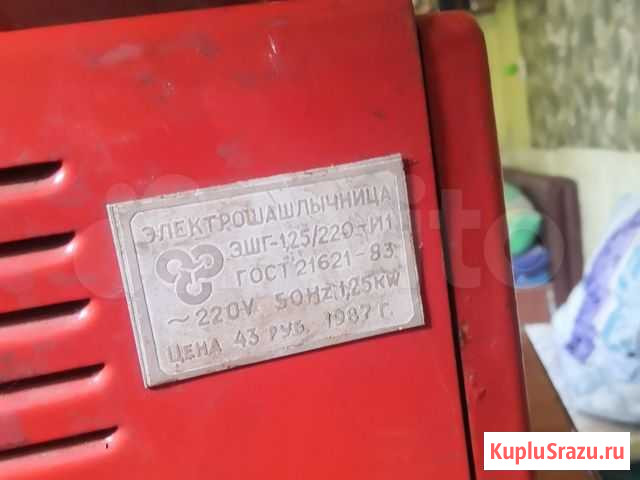 ЭЛЕКТРОШАШЛЫЧНИЦА
ЭШГ-1,25/220-И1
ГОСТ 21621-83
~ 220V 50Hz 1,25KW
ЦЕНА 43 РУБ. 1987 Г.
Avito
KupluSrazu.ru